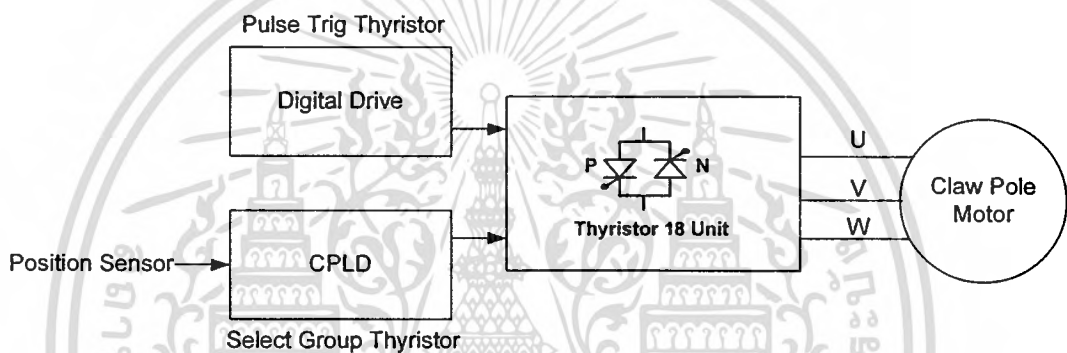 Pulse Trig Thyristor
Digital Drive
P
N
Thyristor 18 Unit
U
V
W
Claw Pole
Motor
Position Sensor
CPLD
Select Group Thyristor